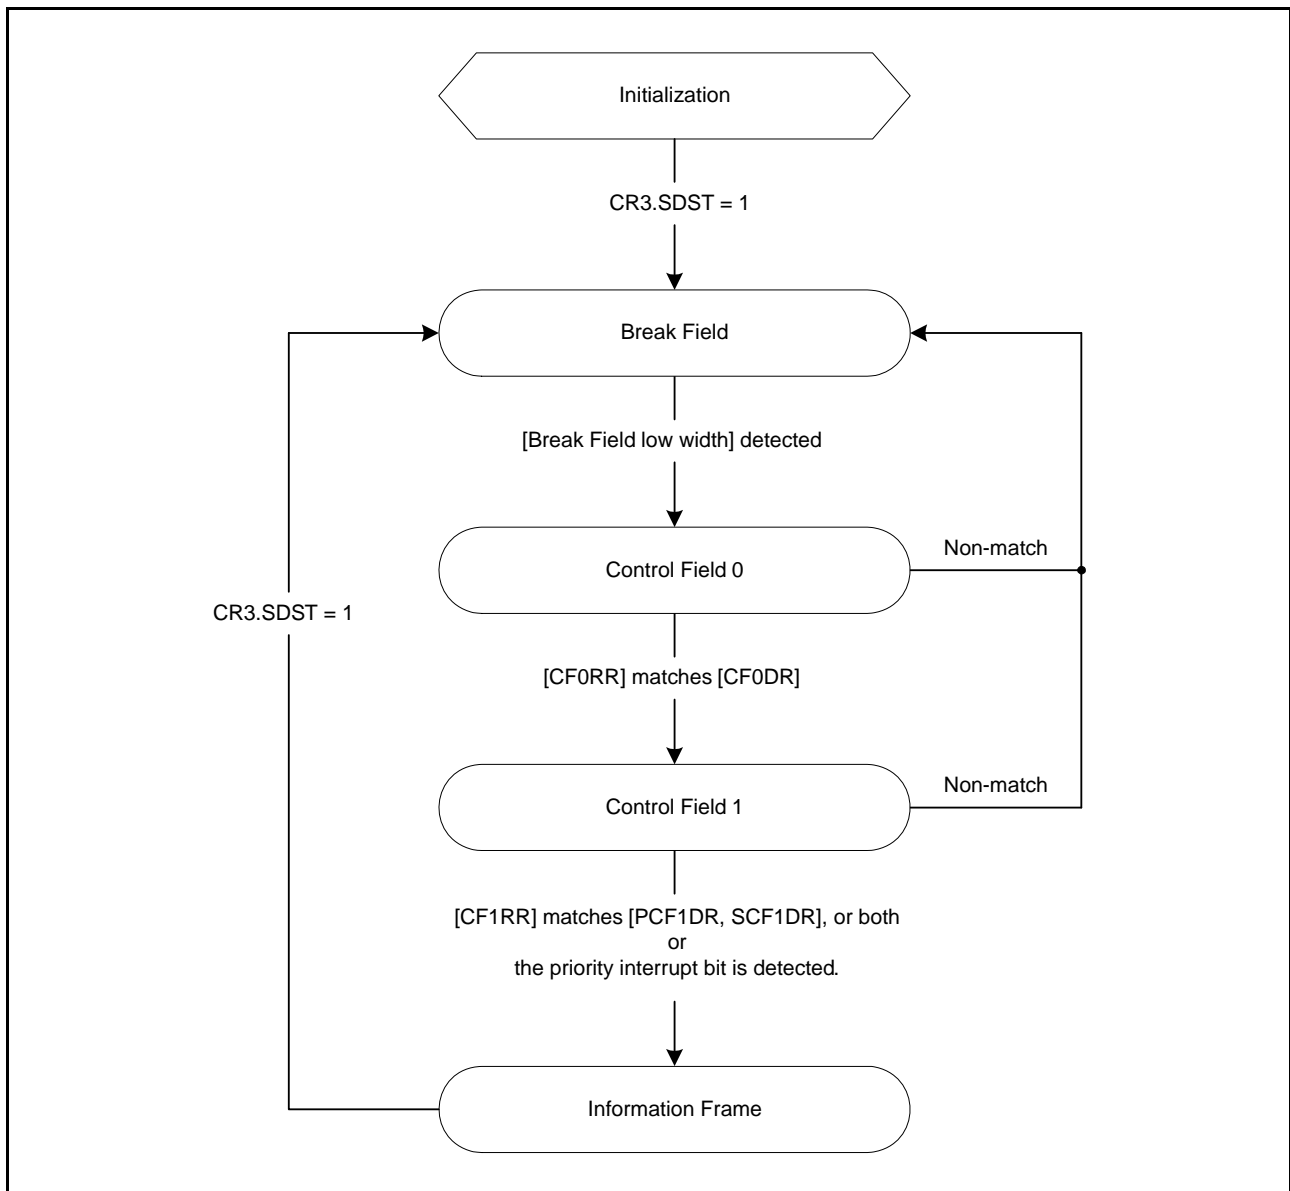 Initialization
CR3.SDST = 1
Break Field
[Break Field low width] detected
Non-match
Control Field 0
CR3.SDST = 1
[CF0RR] matches [CF0DR]
Non-match
Control Field 1
[CF1RR] matches [PCF1DR, SCF1DR], or both
or
the priority interrupt bit is detected.
Information Frame